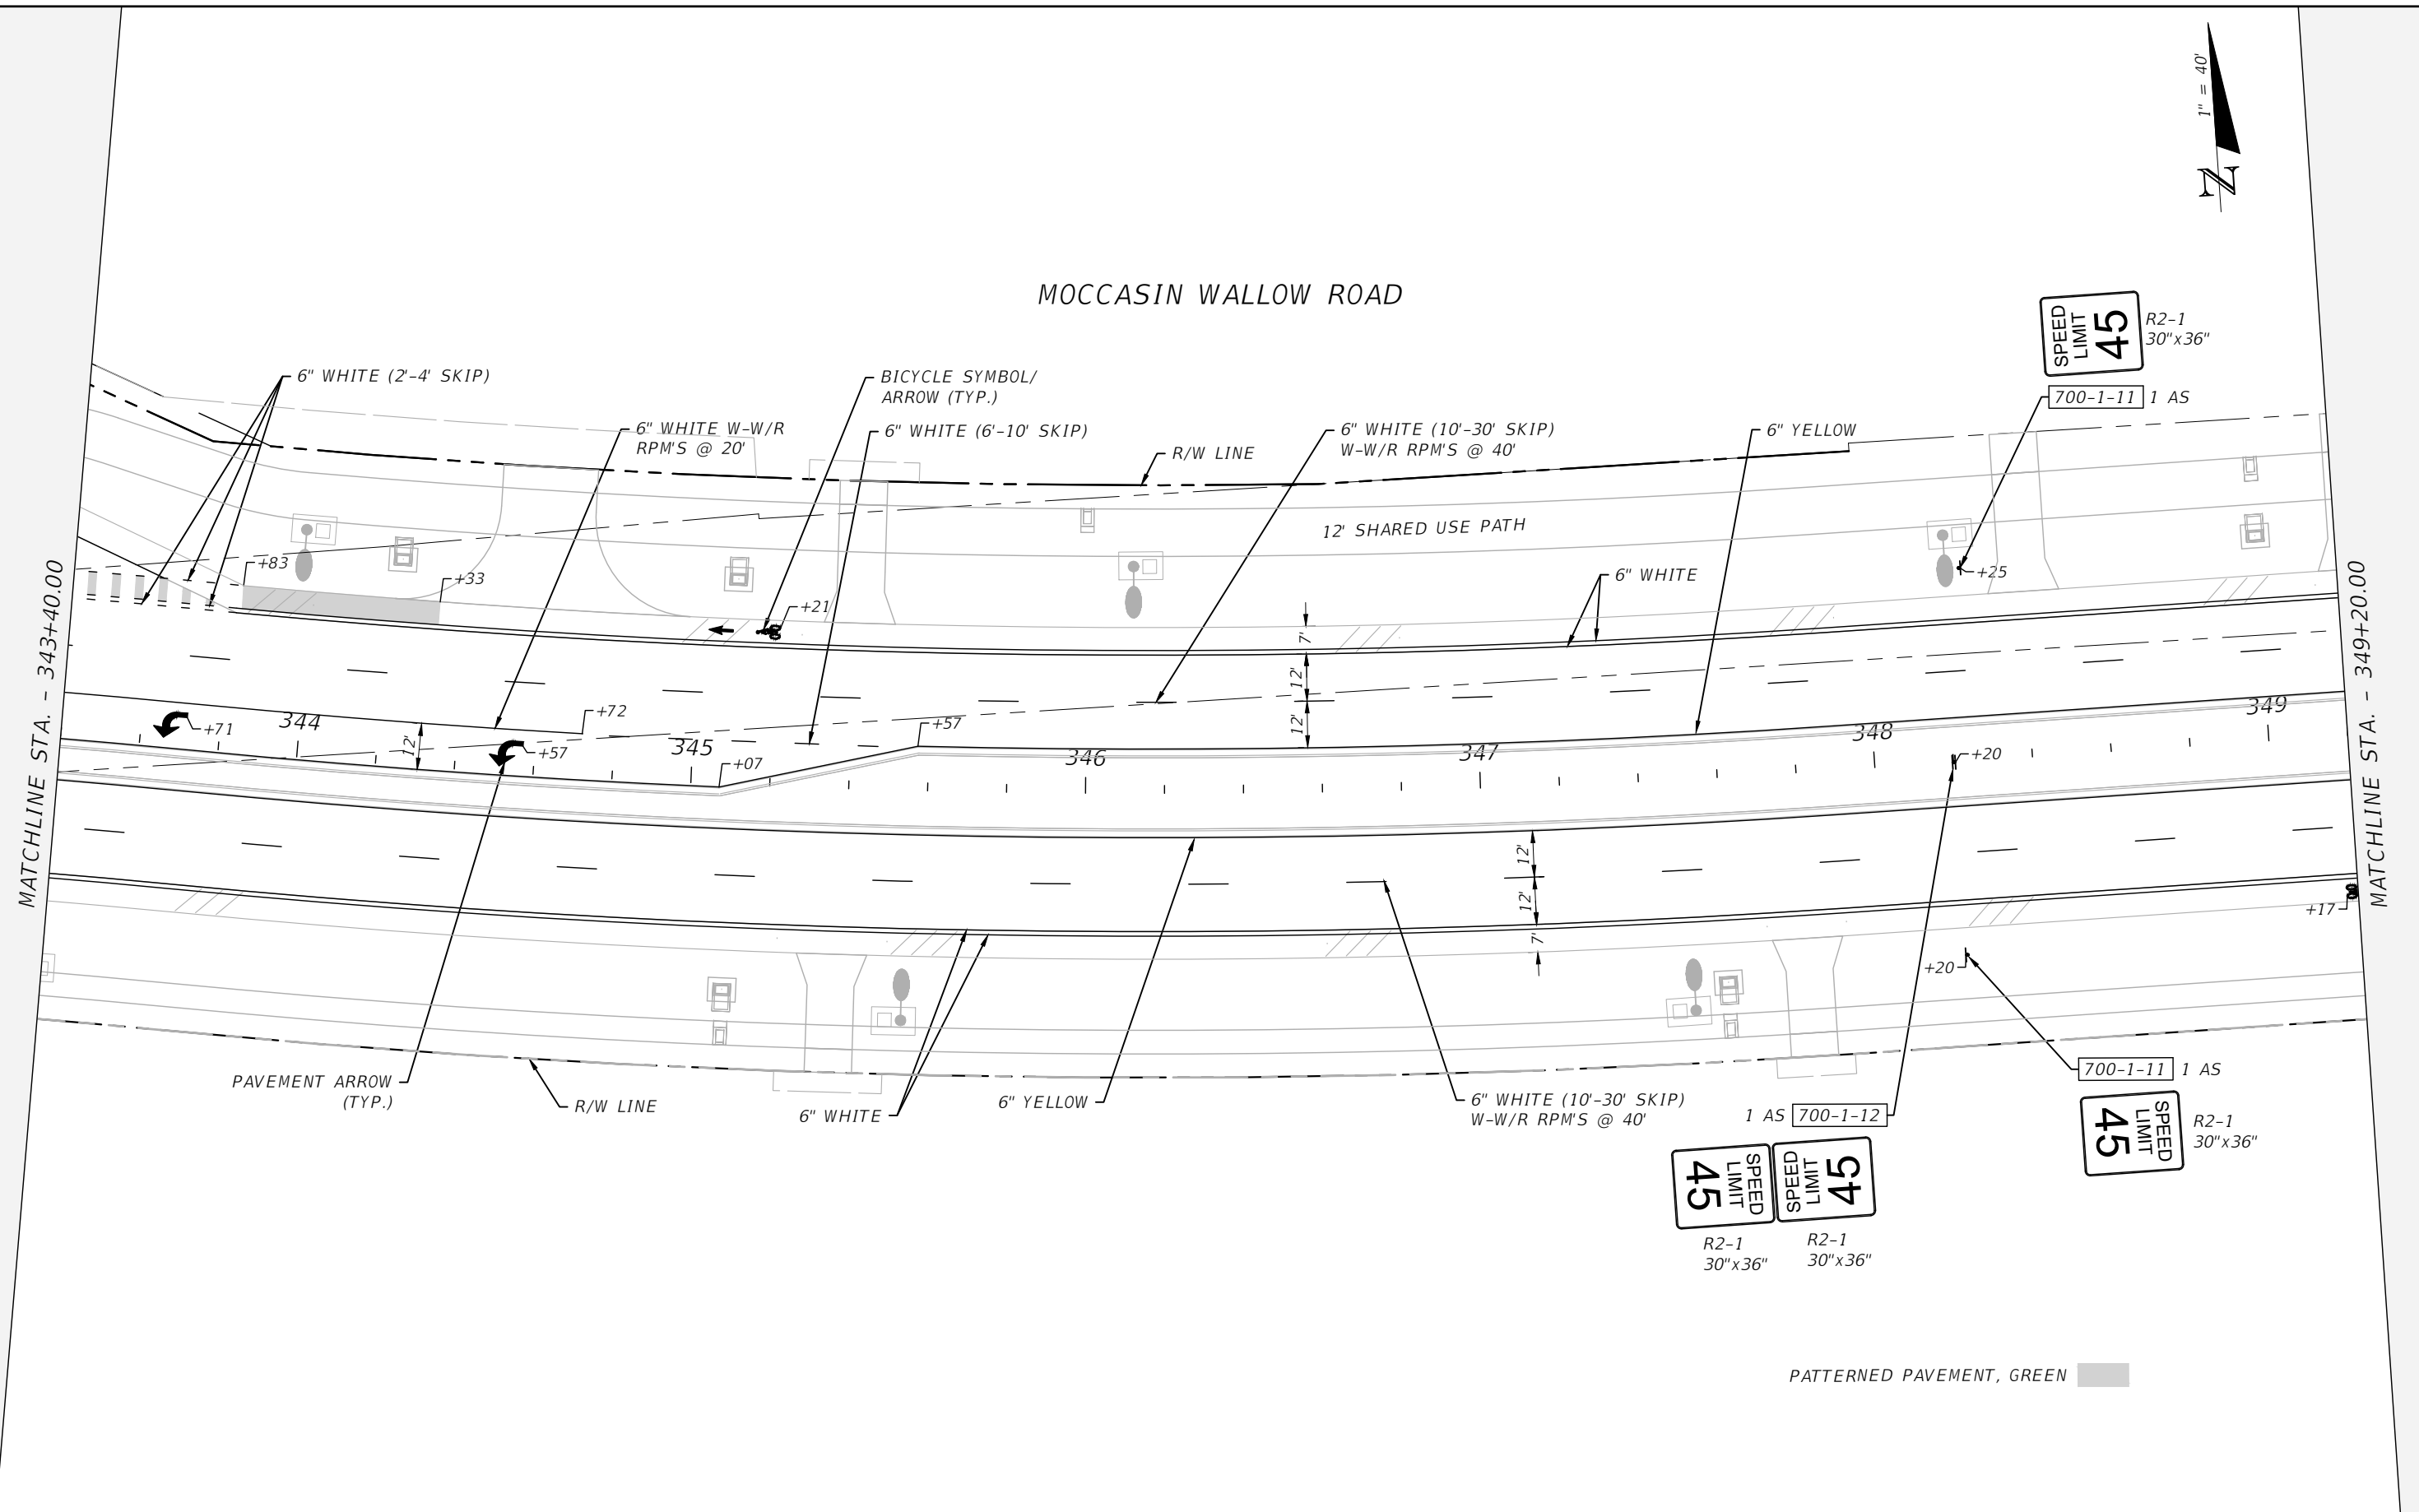 1" = 40'
N
MOCCASIN WALLOW ROAD
SPEED
LIMIT
45
R2-1
30"x36"
700-1-11 1 AS
6" WHITE (2'-4' SKIP)
BICYCLE SYMBOL/
ARROW (TYP.)
6" WHITE W-W/R
RPM'S @ 20'
6" WHITE (6'-10' SKIP)
R/W LINE
6" WHITE (10'-30' SKIP)
W-W/R RPM'S @ 40'
6" YELLOW
12' SHARED USE PATH
+83
+33
+21
6" WHITE
+25
7'
12'
12'
MATCHLINE STA. - 343+40.00
MATCHLINE STA. - 349+20.00
+71
344
12'
+72
+57
345
+07
+57
346
347
348
349
+20
12'
12'
7'
+17
+20
PAVEMENT ARROW
(TYP.)
R/W LINE
6" WHITE
6" YELLOW
6" WHITE (10'-30' SKIP)
W-W/R RPM'S @ 40'
1 AS 700-1-12
700-1-11 1 AS
SPEED
LIMIT
45
R2-1
30"x36"
SPEED
LIMIT
45
SPEED
LIMIT
45
R2-1
30"x36"
R2-1
30"x36"
PATTERNED PAVEMENT, GREEN